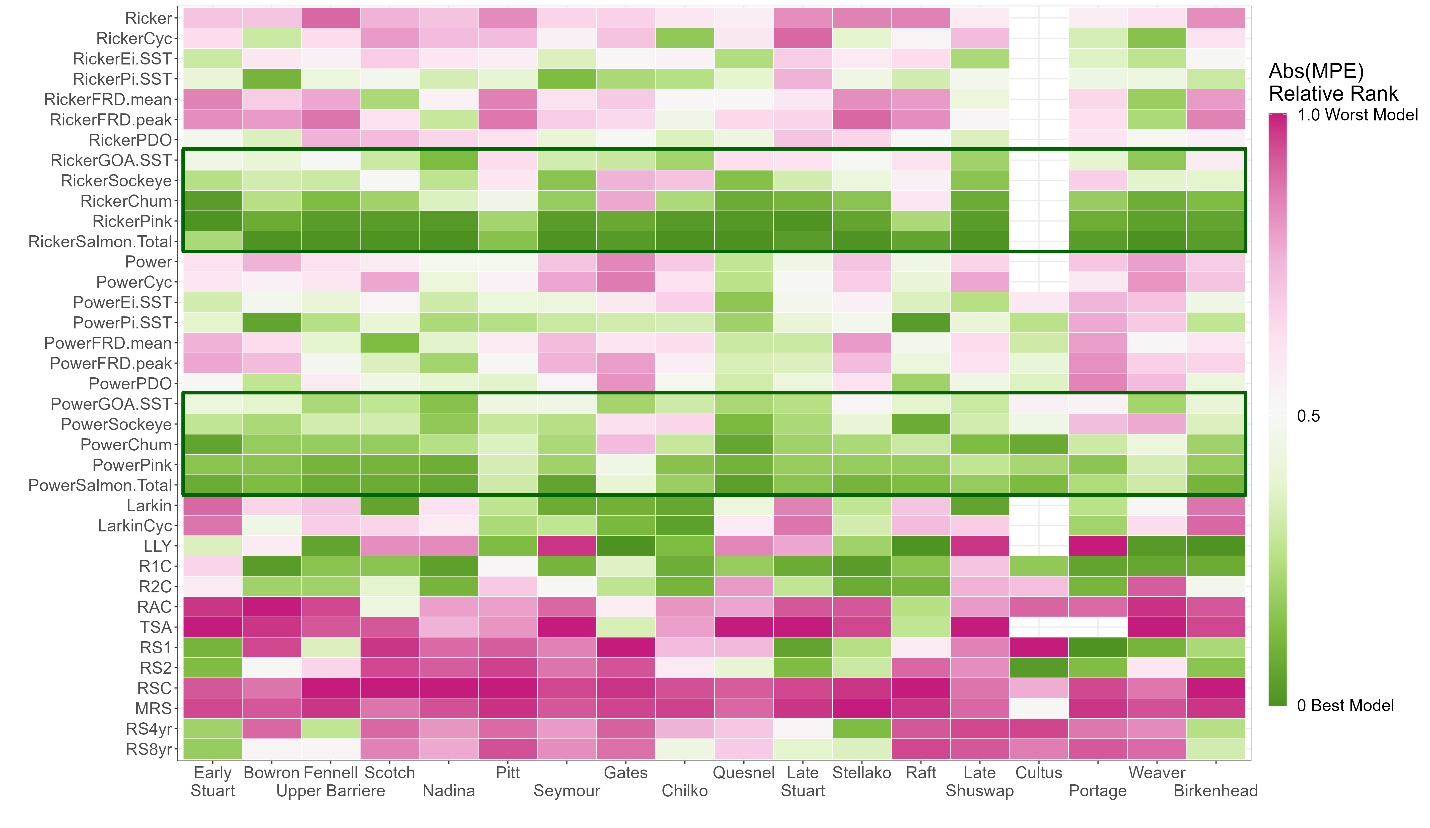 Ricker
RickerCyc
RickerEi.SST
RickerPi.SST
RickerFRD.mean
RickerFRD.peak
RickerPDO
RickerGOA.SST
RickerSockeye
RickerChum
RickerPink
RickerSalmon.Total
Power
PowerCyc
PowerEi.SST
PowerPi.SST
PowerFRD.mean
PowerFRD.peak
PowerPDO
PowerGOA.SST
PowerSockeye
PowerChum
PowerPink
PowerSalmon.Total
Larkin
LarkinCyc
LLY
R1C
R2C
RAC
TSA
RS1
RS2
RSC
MRS
RS4yr
RS8yr
Early Bowron Fennell Scotch Pitt Gates Quesnel Late Stellako Raft Late Cultus Weaver
Stuart Upper Barriere Nadina Seymour Chilko Stuart Shuswap Portage Birkenhead
Abs(MPE)
Relative Rank
1.0 Worst Model
0.5
0 Best Model